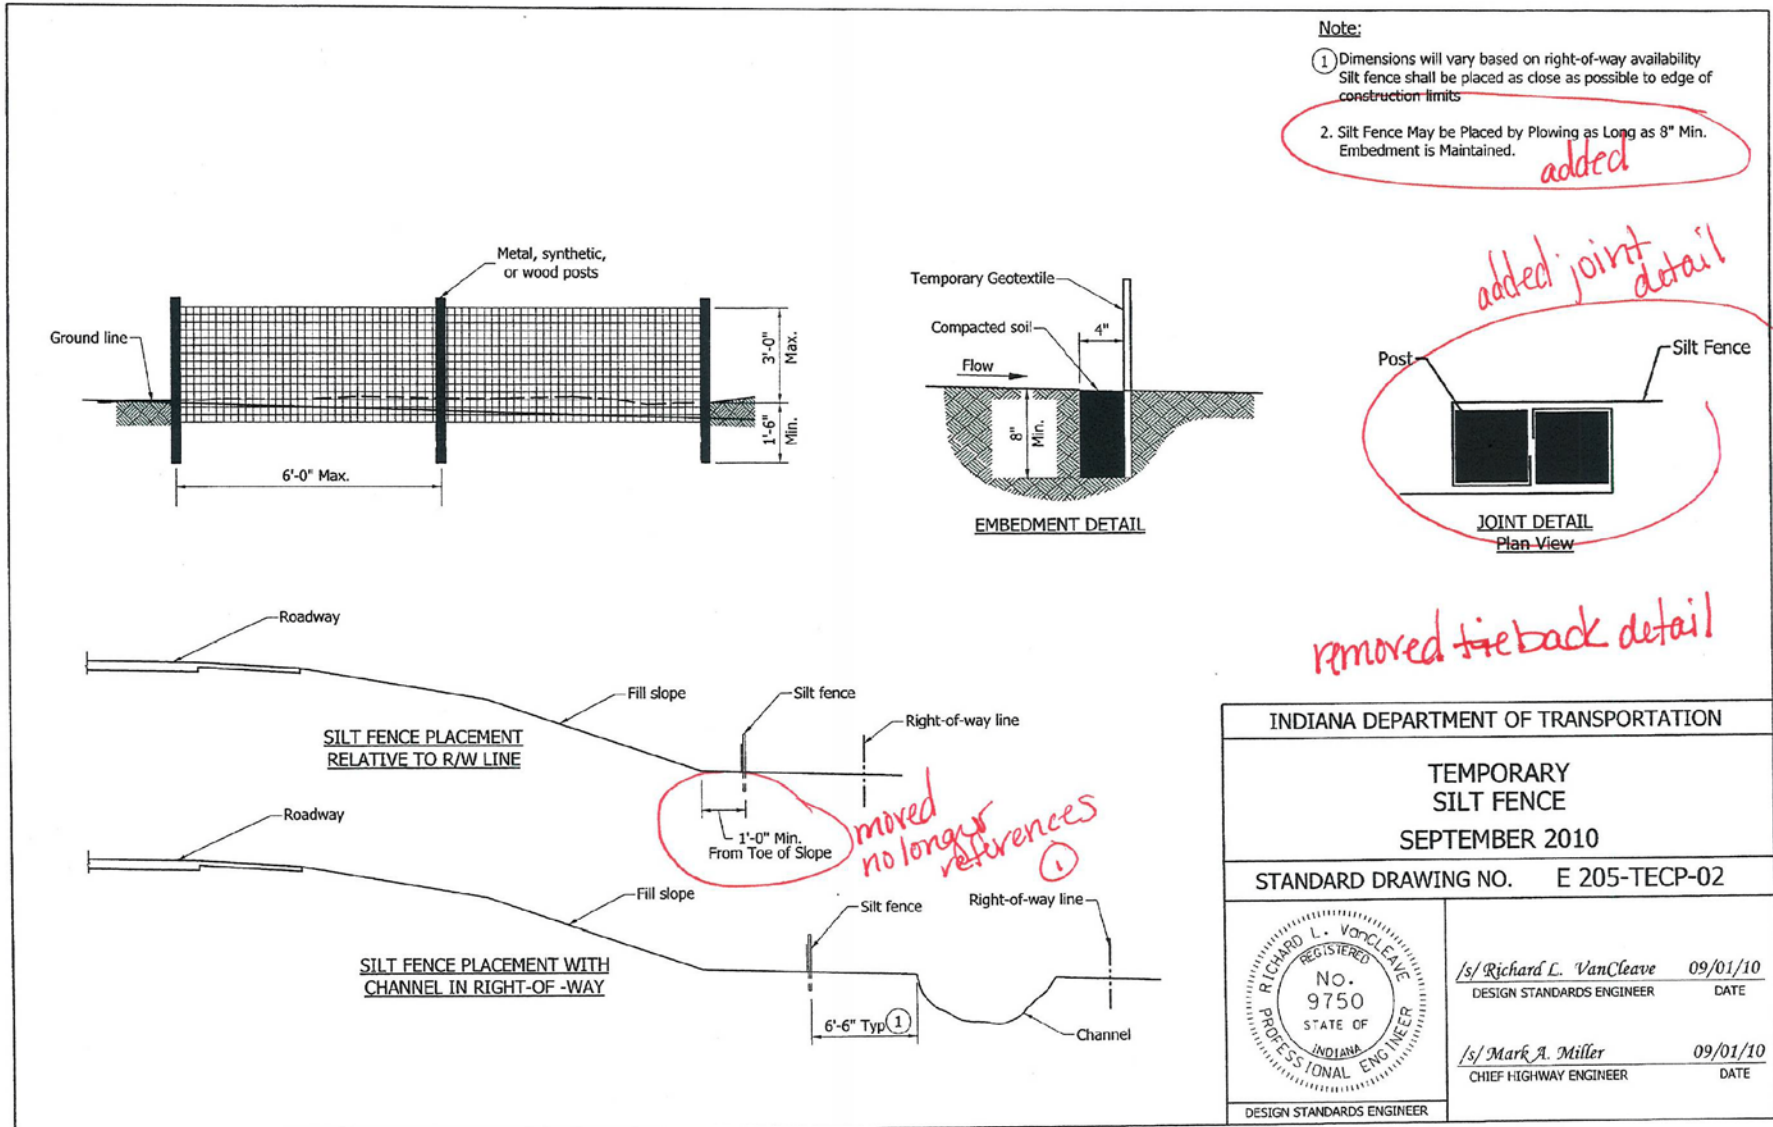 Note:
1 Dimensions will vary based on right-of-way availability
Silt fence shall be placed as close as possible to edge of
construction limits
2. Silt Fence May be Placed by Plowing as Long as 8" Min.
Embedment is Maintained.
added
added joint
detail
Metal, synthetic,
or wood posts
Ground line
3'-0"
Max.
1'-6"
Min.
6'-0" Max.
Temporary Geotextile
Compacted soil
4"
Flow
8"
Min.
EMBEDMENT DETAIL
Post
Silt Fence
JOINT DETAIL
Plan View
removed tie back detail
Roadway
Fill slope
Silt fence
Right-of-way line
SILT FENCE PLACEMENT
RELATIVE TO R/W LINE
1'-0" Min.
From Toe of Slope
moved
no longer
references
1
Roadway
Fill slope
Silt fence
Right-of-way line
SILT FENCE PLACEMENT WITH
CHANNEL IN RIGHT-OF -WAY
6'-6" Typ 1
Channel
INDIANA DEPARTMENT OF TRANSPORTATION
TEMPORARY
SILT FENCE
SEPTEMBER 2010
STANDARD DRAWING NO. E 205-TECP-02
RICHARD L. VanCLEAVE
REGISTERED
No.
9750
STATE OF
INDIANA
PROFESSIONAL ENGINEER
DESIGN STANDARDS ENGINEER
/s/ Richard L. VanCleave 09/01/10
DESIGN STANDARDS ENGINEER DATE
/s/ Mark A. Miller 09/01/10
CHIEF HIGHWAY ENGINEER DATE